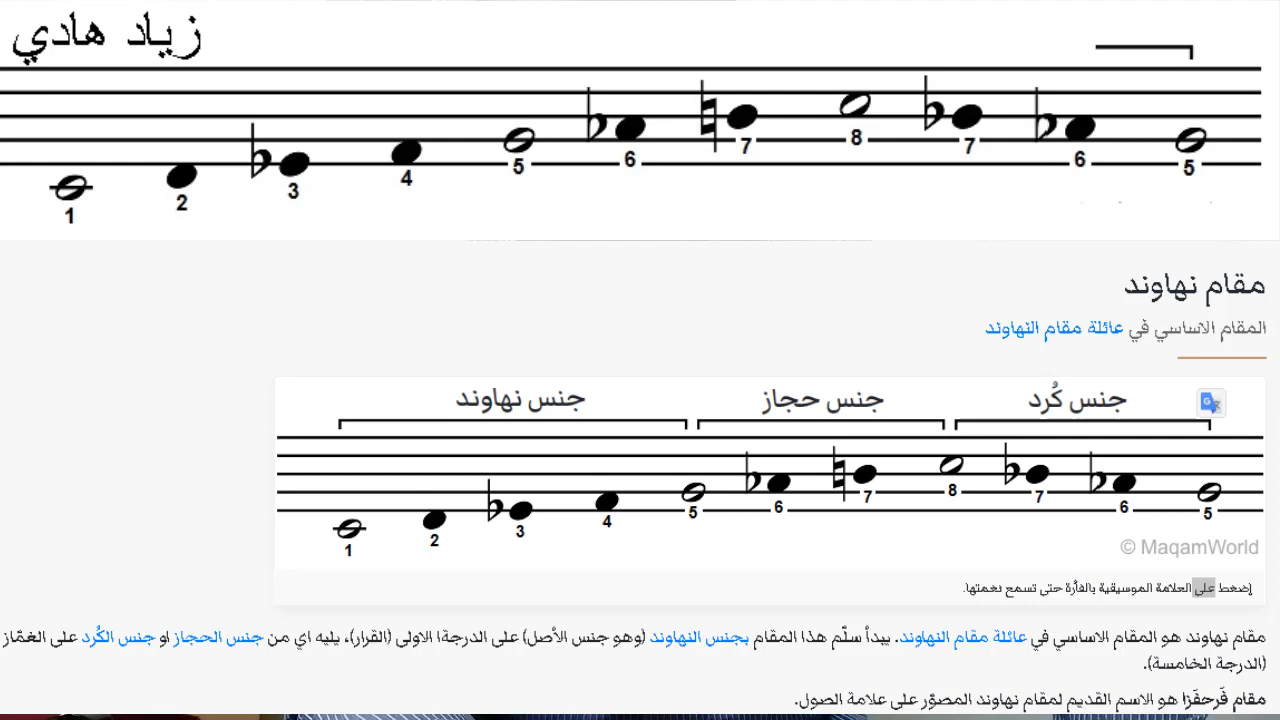 زياد هادي
1 2 3 4 5 6 7 8 7 6 5
مقام نهاوند
المقام الاساسي في عائلة مقام النهاوند
جنس نهاوند جنس حجاز جنس كُرد
1 2 3 4 5 6 7 8 7 6 5
© MaqamWorld
إضغط على العلامة الموسيقية بالفأرة حتى تسمع نغمتها.
مقام نهاوند هو المقام الاساسي في عائلة مقام النهاوند. يبدأ سلّم هذا المقام بجنس النهاوند (وهو جنس الأصل) على الدرجة الاولى (القرار)، يليه اي من جنس الحجاز او جنس الكُرد على الغمّاز
(الدرجة الخامسة).
مقام فَرحفَزا هو الاسم القديم لمقام نهاوند المصوّر على علامة الصول.